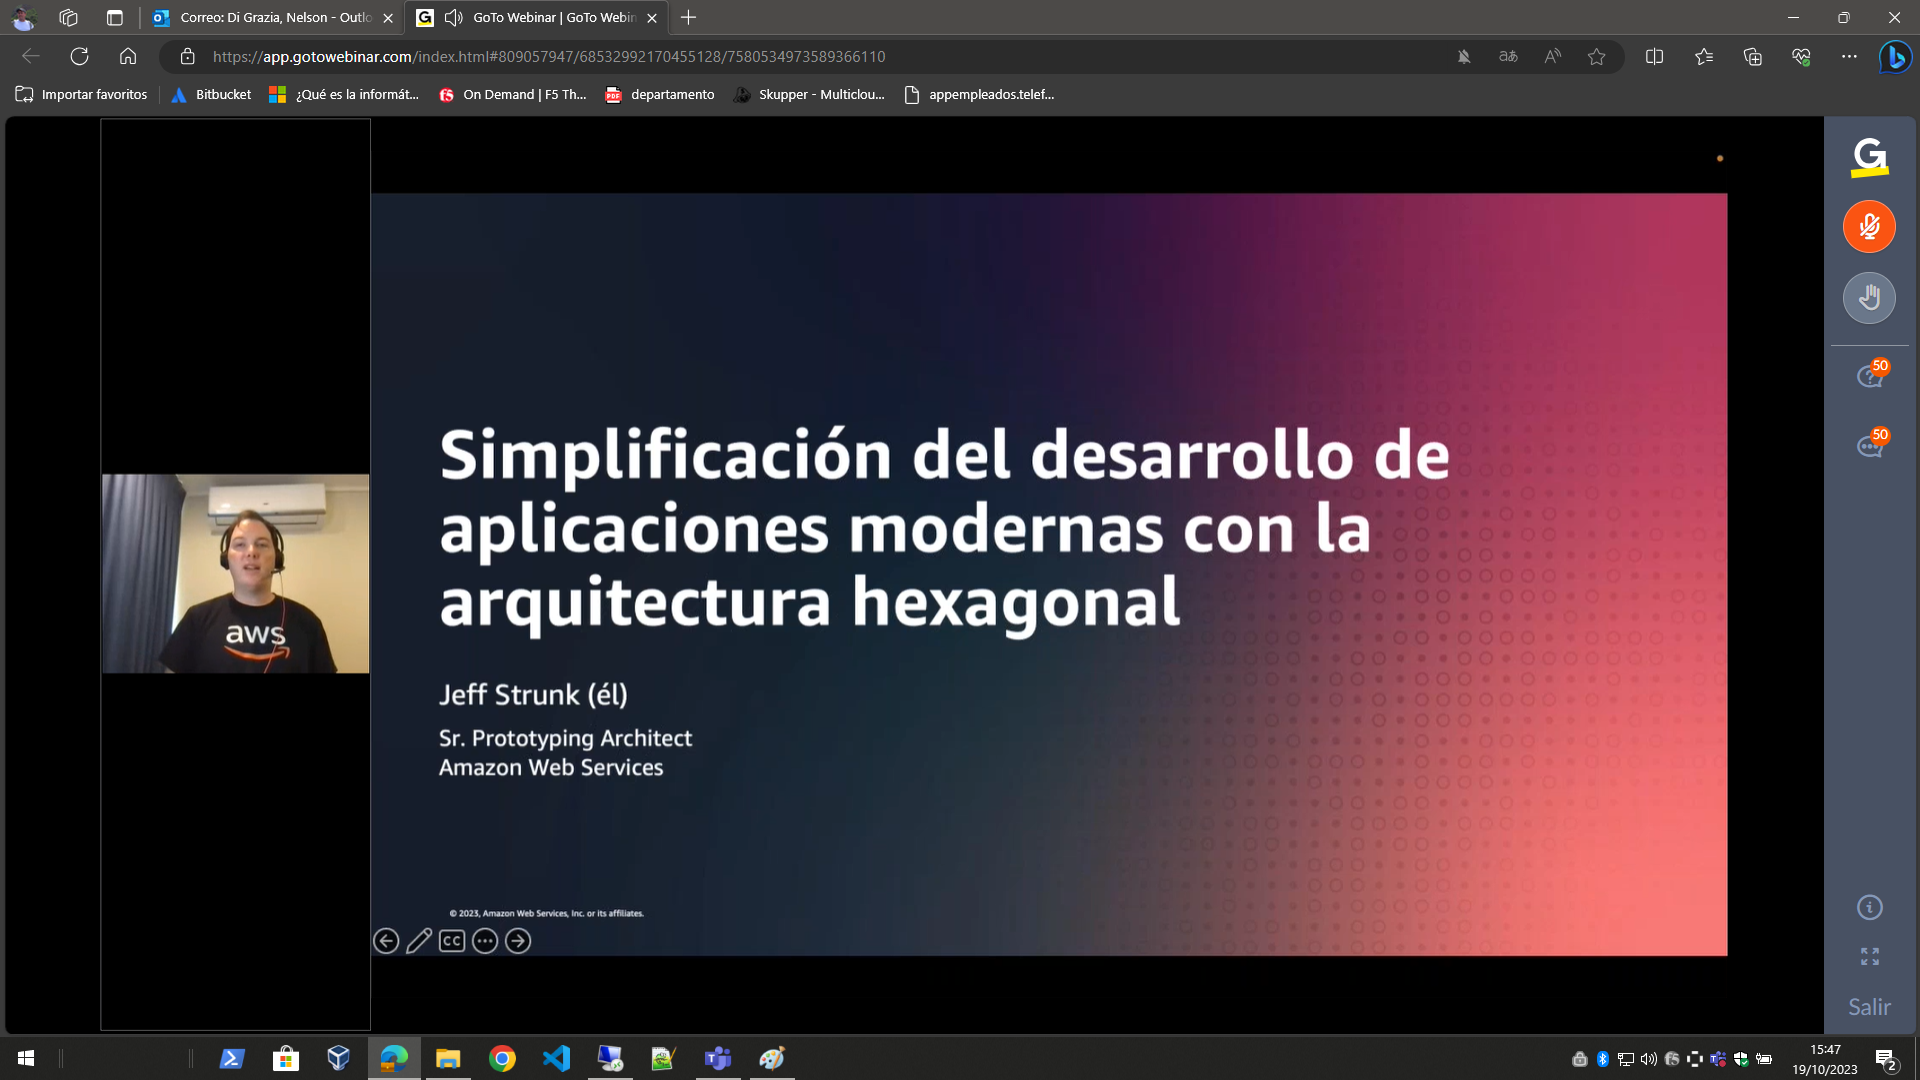 Correo: Di Grazia, Nelson - Outlo
GoTo Webinar | GoTo Webin
https://app.gotowebinar.com/index.html#809057947/68532992170455128/7580534973589366110
Importar favoritos
Bitbucket
¿Qué es la informát...
On Demand | F5 Th...
departamento
Skupper - Multiclou...
appempleados.telef...
Simplificación del desarrollo de
aplicaciones modernas con la
arquitectura hexagonal
Jeff Strunk (él)
Sr. Prototyping Architect
Amazon Web Services
© 2023, Amazon Web Services, Inc. or its affiliates.
aws
CC
G
50
50
Salir
15:47
19/10/2023
2